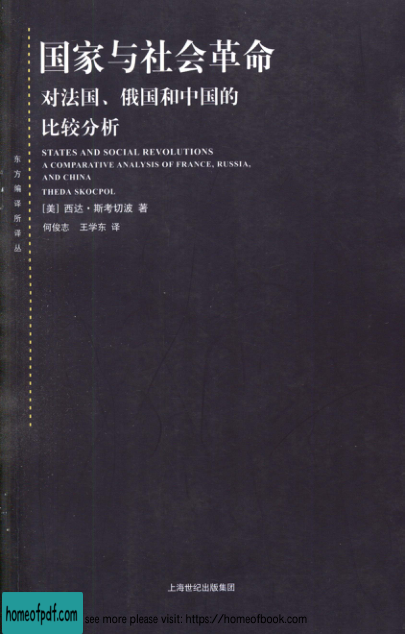 国家与社会革命
对法国、俄国和中国的
比较分析
STATES AND SOCIAL REVOLUTIONS
A COMPARATIVE ANALYSIS OF FRANCE, RUSSIA,
AND CHINA
THEDA SKOCPOL
[美] 西达·斯考切波 著
何俊志 王学东 译
东方编译所译丛
上海世纪出版集团
homeofpdf.com
see more please visit: https://homeofbook.com